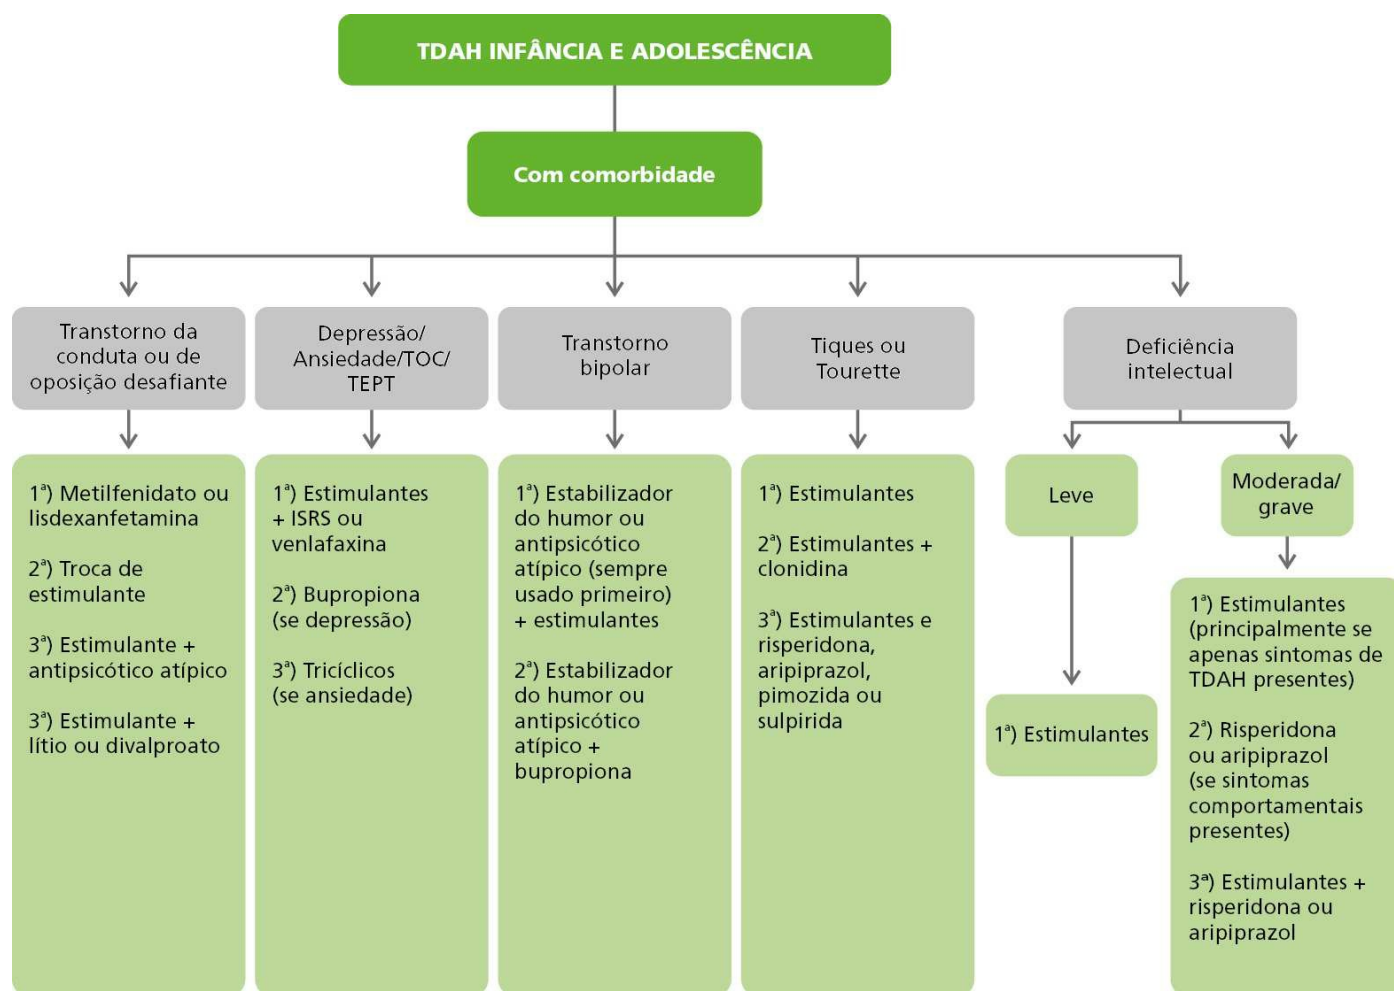 TDAH INFÂNCIA E ADOLESCÊNCIA
Com comorbidade
Transtorno da
conduta ou de
oposição desafiante
Depressão/
Ansiedade/TOC/
TEPT
Transtorno
bipolar
Tiques ou
Tourette
Deficiência
intelectual
1ª) Metilfenidato ou
lisdexanfetamina
2ª) Troca de
estimulante
3ª) Estimulante +
antipsicótico atípico
3ª) Estimulante +
lítio ou divalproato
1ª) Estimulantes
+ ISRS ou
venlafaxina
2ª) Bupropiona
(se depressão)
3ª) Tricíclicos
(se ansiedade)
1ª) Estabilizador
do humor ou
antipsicótico
atípico (sempre
usado primeiro)
+ estimulantes
2ª) Estabilizador
do humor ou
antipsicótico
atípico +
bupropiona
1ª) Estimulantes
2ª) Estimulantes +
clonidina
3ª) Estimulantes e
risperidona,
aripiprazol,
pimozida ou
sulpirida
Leve
1ª) Estimulantes
Moderada/
grave
1ª) Estimulantes
(principalmente se
apenas sintomas de
TDAH presentes)
2ª) Risperidona
ou aripiprazol
(se sintomas
comportamentais
presentes)
3ª) Estimulantes +
risperidona ou
aripiprazol